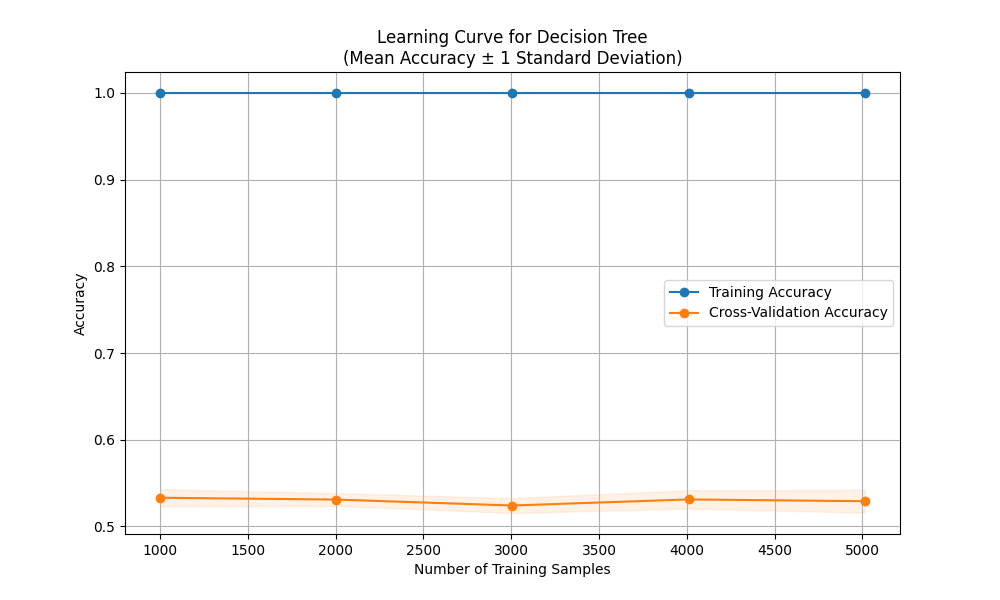 Learning Curve for Decision Tree
(Mean Accuracy ± 1 Standard Deviation)
1.0
0.9
0.8
0.7
0.6
0.5
Accuracy
Training Accuracy
Cross-Validation Accuracy
1000 1500 2000 2500 3000 3500 4000 4500 5000
Number of Training Samples